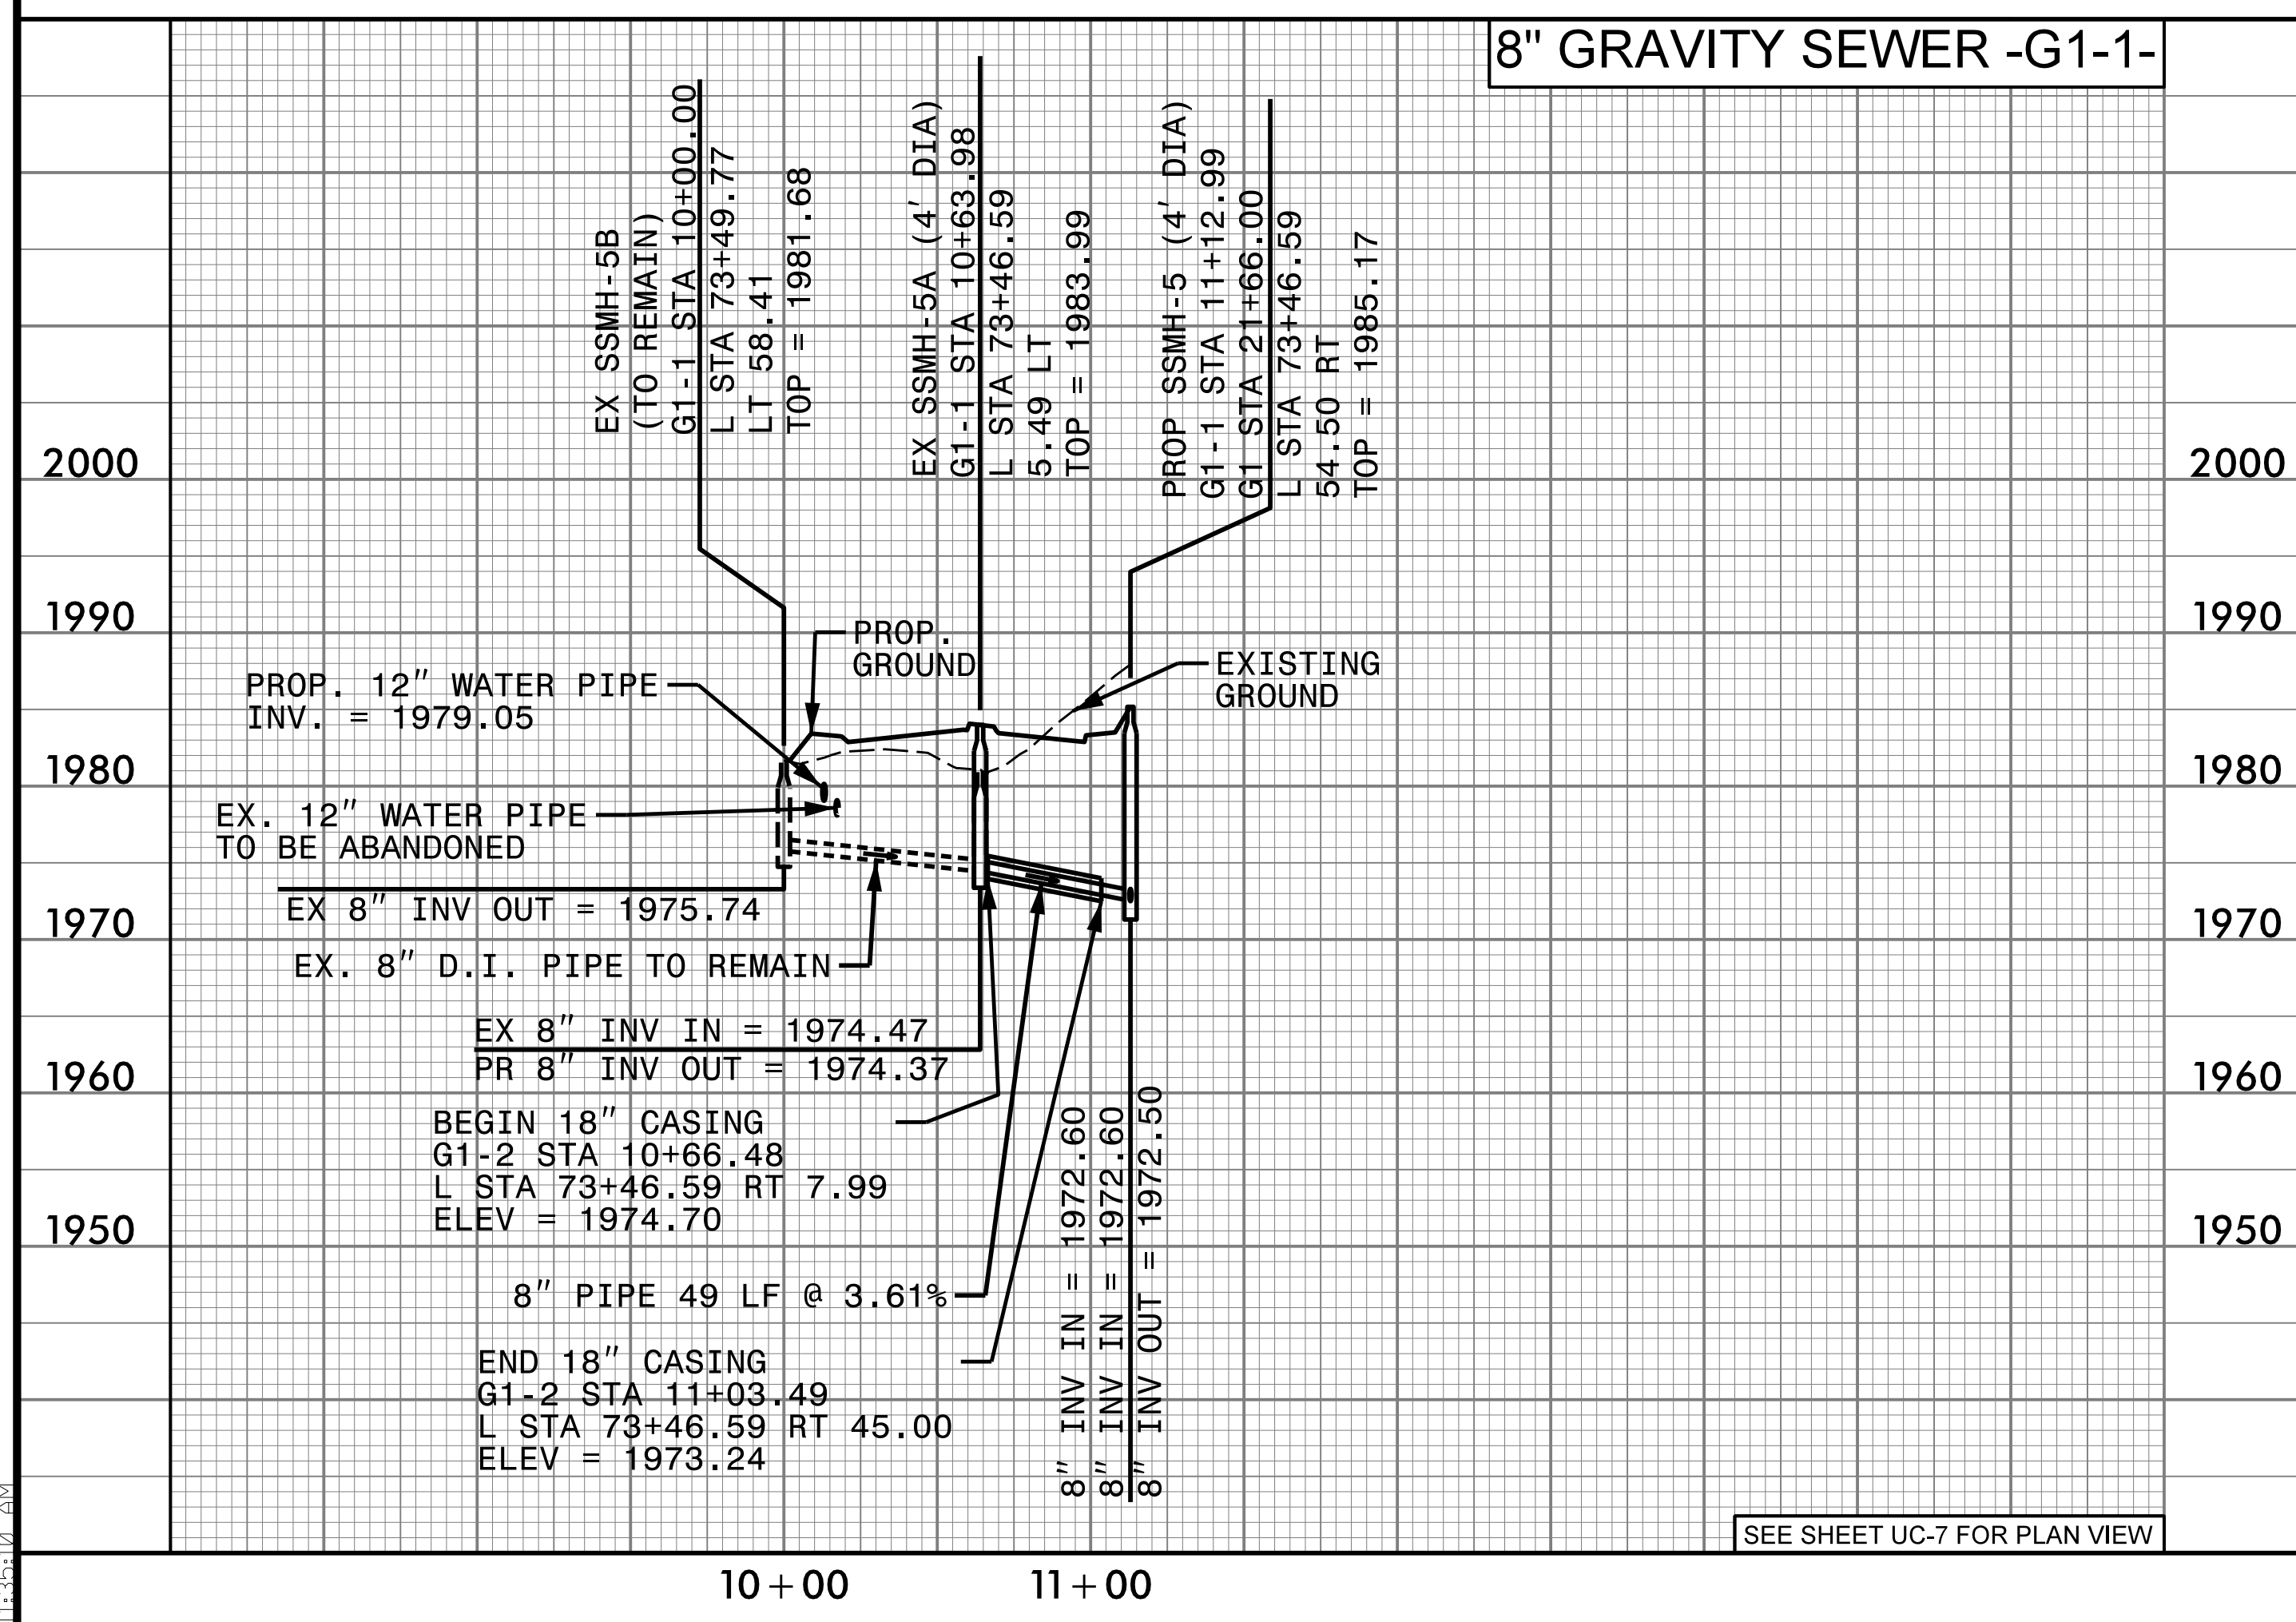 8" GRAVITY SEWER -G1-1-
EX SSMH-5B
(TO REMAIN)
G1-1 STA 10+00.00
L STA 73+49.77
LT 58.41
TOP = 1981.68
EX SSMH-5A (4' DIA)
G1-1 STA 10+63.98
L STA 73+46.59
5.49 LT
TOP = 1983.99
PROP SSMH-5 (4' DIA)
G1-1 STA 11+12.99
G1 STA 21+66.00
L STA 73+46.59
54.50 RT
TOP = 1985.17
2000
2000
1990
1990
1980
1980
1970
1970
1960
1960
1950
1950
PROP.
GROUND
EXISTING
GROUND
PROP. 12" WATER PIPE
INV. = 1979.05
EX. 12" WATER PIPE
TO BE ABANDONED
EX 8" INV OUT = 1975.74
EX. 8" D.I. PIPE TO REMAIN
EX 8" INV IN = 1974.47
PR 8" INV OUT = 1974.37
BEGIN 18" CASING
G1-2 STA 10+66.48
L STA 73+46.59 RT 7.99
ELEV = 1974.70
8" PIPE 49 LF @ 3.61%
END 18" CASING
G1-2 STA 11+03.49
L STA 73+46.59 RT 45.00
ELEV = 1973.24
8" INV IN = 1972.60
8" INV IN = 1972.60
8" INV OUT = 1972.50
SEE SHEET UC-7 FOR PLAN VIEW
10+00
11+00